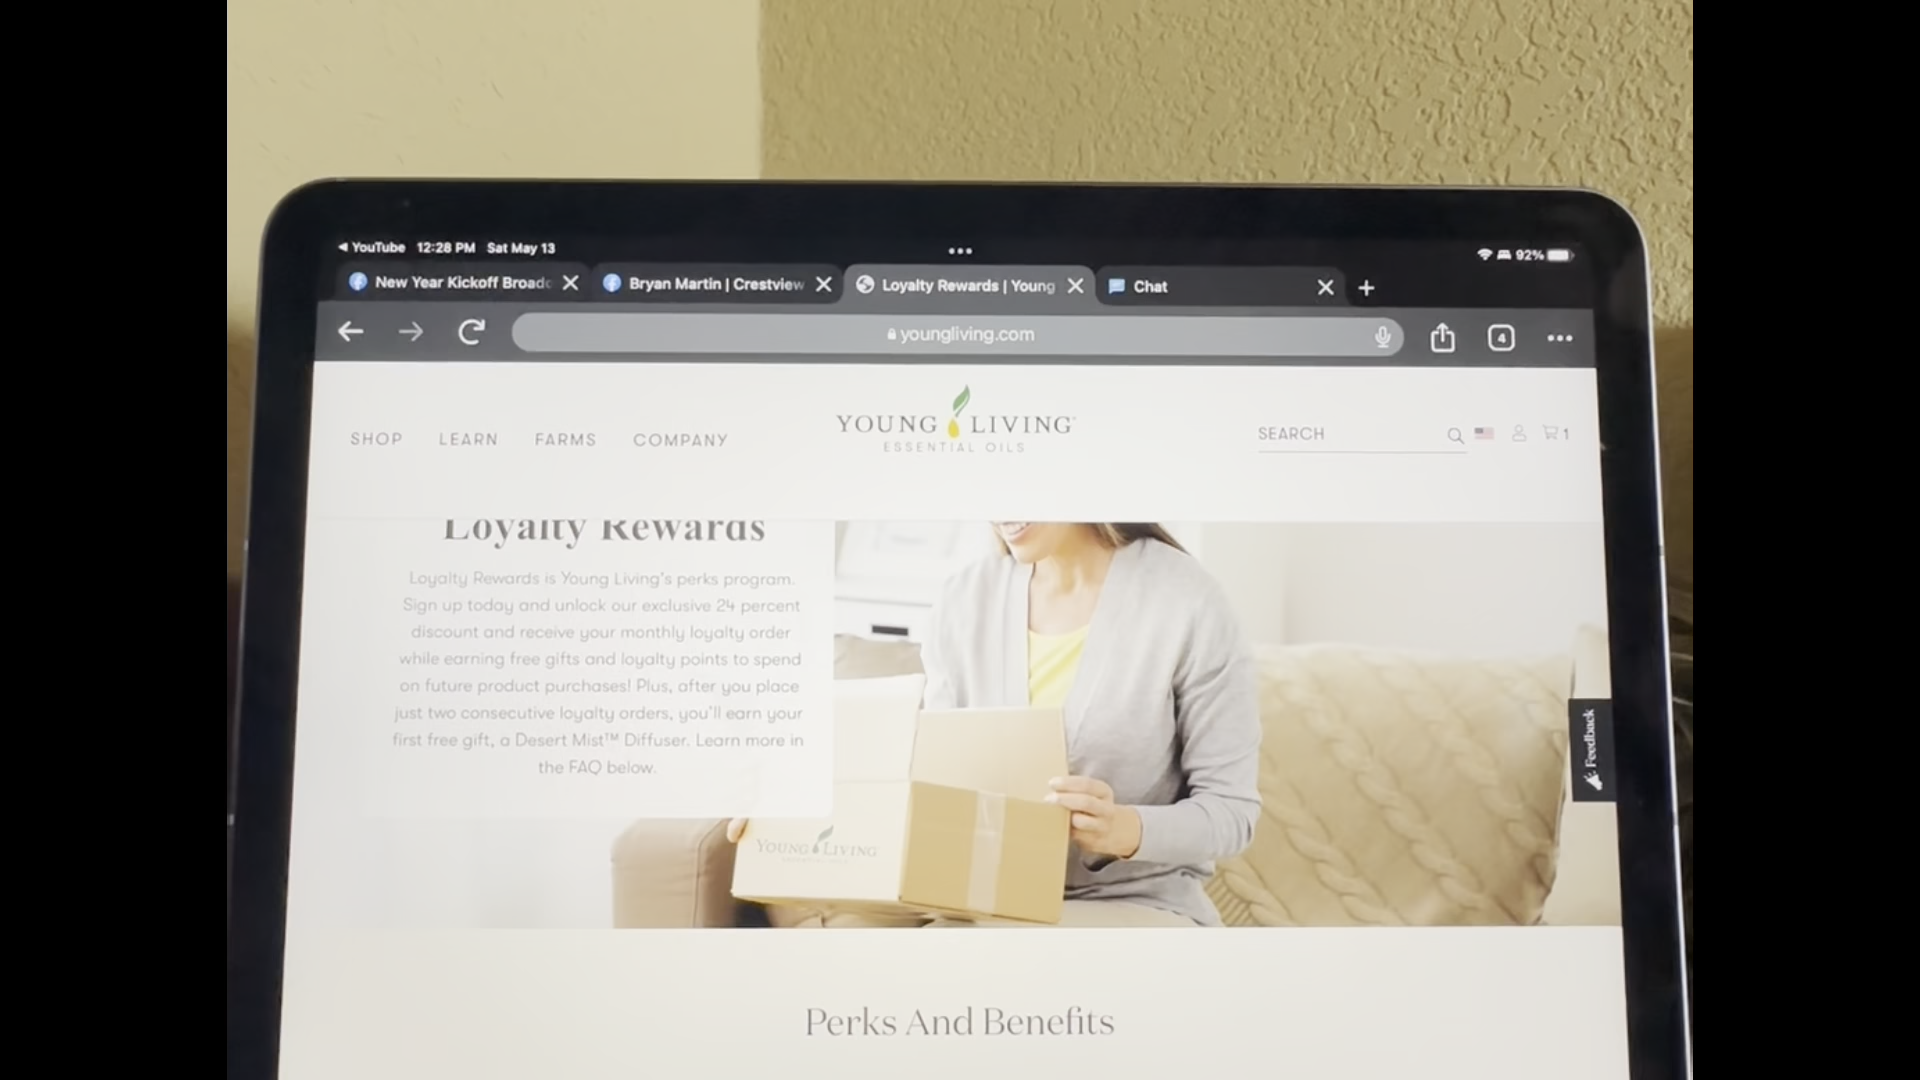 YouTube 12:28 PM Sat May 13
92%
New Year Kickoff Broadc
Bryan Martin | Crestview
Loyalty Rewards | Young
Chat
youngliving.com
4
SHOP LEARN FARMS COMPANY
YOUNG LIVING
ESSENTIAL OILS
SEARCH
1
Loyalty Rewards
Loyalty Rewards is Young Living's perks program.
Sign up today and unlock our exclusive 24 percent
discount and receive your monthly loyalty order
while earning free gifts and loyalty points to spend
on future product purchases! Plus, after you place
just two consecutive loyalty orders, you'll earn your
first free gift, a Desert Mist™ Diffuser. Learn more in
the FAQ below.
Feedback
YOUNG LIVING
ESSENTIAL OILS
Perks And Benefits